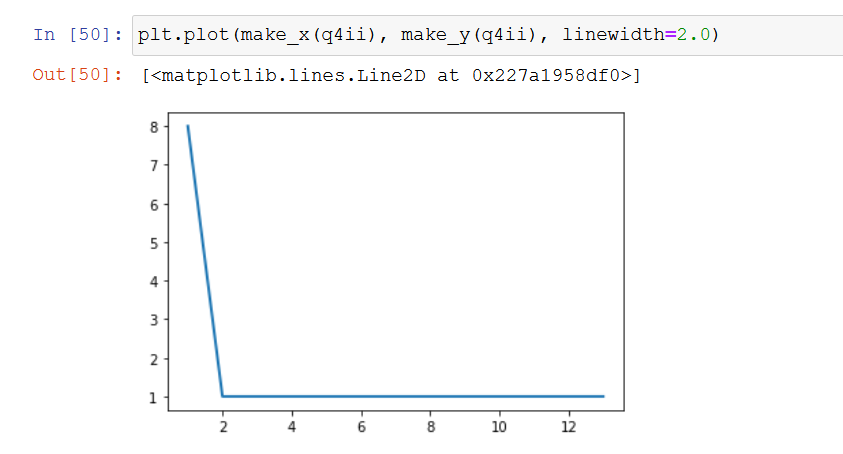 In [50]: plt.plot(make_x(q4ii), make_y(q4ii), linewidth=2.0)
Out[50]: [<matplotlib.lines.Line2D at 0x227a1958df0>]
8
7
6
5
4
3
2
1
2 4 6 8 10 12